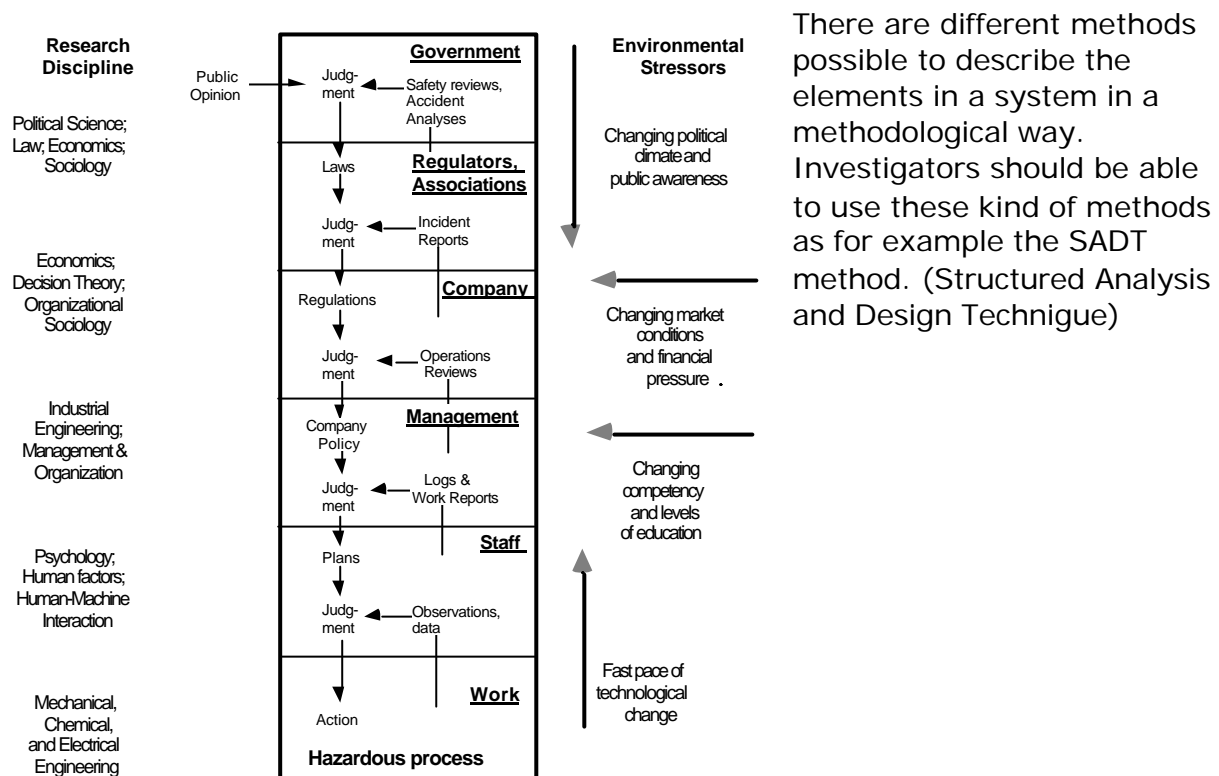 Research
Discipline
Political Science;
Law; Economics;
Sociology
Economics;
Decision Theory;
Organizational
Sociology
Industrial
Engineering;
Management &
Organization
Psychology;
Human factors;
Human-Machine
Interaction
Mechanical,
Chemical,
and Electrical
Engineering
Public
Opinion
Government
Judg-
ment
Safety reviews,
Accident
Analyses
Regulators,
Associations
Laws
Judg-
ment
Incident
Reports
Company
Regulations
Judg-
ment
Operations
Reviews
Management
Company
Policy
Judg-
ment
Logs &
Work Reports
Staff
Plans
Judg-
ment
Observations,
data
Work
Action
Hazardous process
Environmental
Stressors
Changing political
climate and
public awareness
Changing market
conditions
and financial
pressure .
Changing
competency
and levels
of education
Fast pace of
technological
change
There are different methods
possible to describe the
elements in a system in a
methodological way.
Investigators should be able
to use these kind of methods
as for example the SADT
method. (Structured Analysis
and Design Technigue)